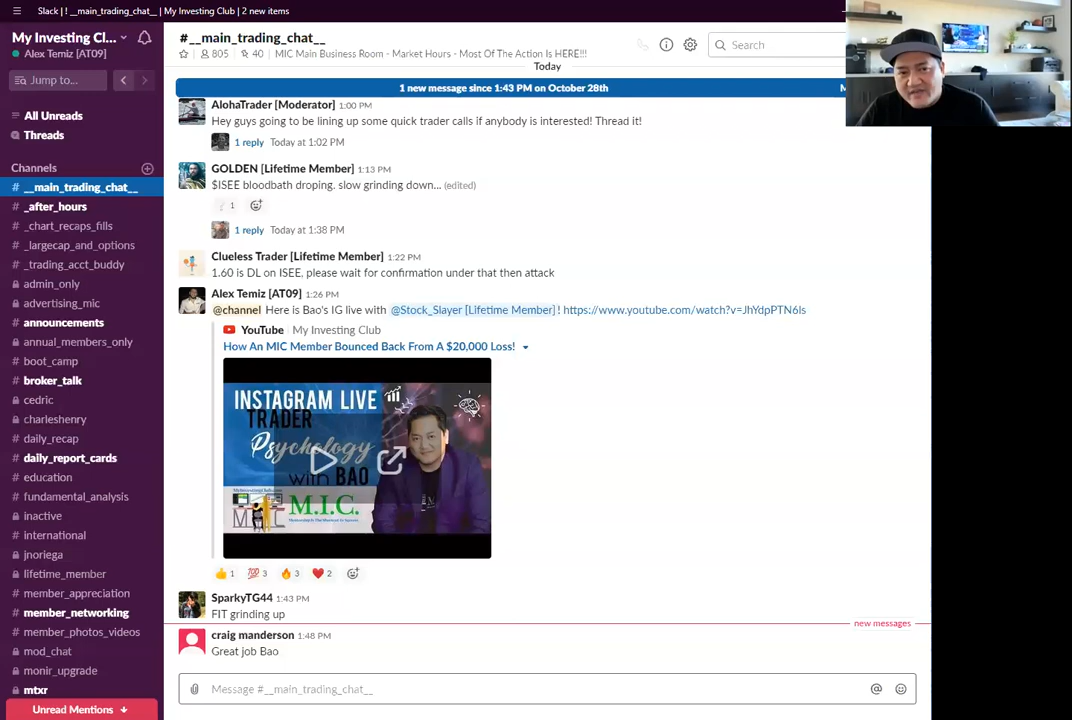 Slack | ! __main_trading_chat_ | My Investing Club | 2 new items
My Investing C...
Alex Temiz [AT09]
Jump to...
All Unreads
Threads
Channels
# __main_trading_chat_
# _after_hours
# _chart_recaps_fills
# _largecap_and_options
# _trading_acct_buddy
admin_only
# advertising_mic
# announcements
annual_members_only
# boot_camp
# broker_talk
cedric
charleshenry
daily_recap
# daily_report_cards
# education
# fundamental_analysis
inactive
# international
jnoriega
lifetime_member
# member_appreciation
# member_networking
# member_photos_videos
mod_chat
monir_upgrade
# mtxr
Unread Mentions ↓
#__main_trading_chat_
805
40
MIC Main Business Room - Market Hours - Most Of The Action Is HERE!!!
Search
Today
1 new message since 1:43 PM on October 28th
AlohaTrader [Moderator] 1:00 PM
Hey guys going to be lining up some quick trader calls if anybody is interested! Thread it!
1 reply Today at 1:02 PM
GOLDEN [Lifetime Member] 1:13 PM
$ISEE bloodbath droping. slow grinding down... (edited)
1
1 reply Today at 1:38 PM
Clueless Trader [Lifetime Member] 1:22 PM
1.60 is DL on ISEE, please wait for confirmation under that then attack
Alex Temiz [AT09] 1:26 PM
@channel Here is Bao's IG live with @Stock_Slayer [Lifetime Member] ! https://www.youtube.com/watch?v=JhYdpPTN6ls
YouTube My Investing Club
How An MIC Member Bounced Back From A $20,000 Loss!
INSTAGRAM LIVE
TRADER
Psychology
with BAO
M.I.C.
👍 1 💯 3 🔥 3 ❤️ 2
SparkyTG44 1:43 PM
FIT grinding up
new messages
craig manderson 1:48 PM
Great job Bao
Message #__main_trading_chat_